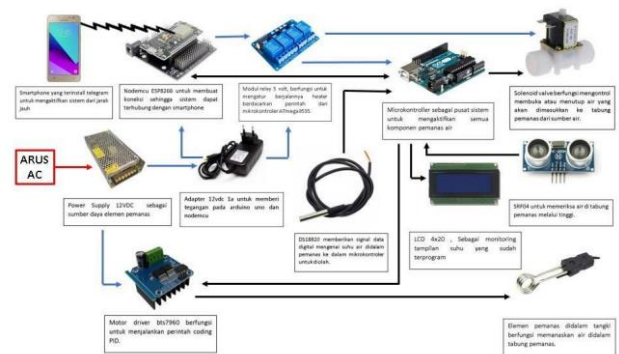 Smartphone yang terinstall telegram
untuk mengaktifkan sistem dari jarak
jauh
Nodemcu ESP8266 untuk membuat
koneksi sehingga sistem dapat
terhubung dengan smartphone
Modul relay 5 volt, berfungsi untuk
mengatur berjalannya heater
berdasarkan perintah dari
mikrokontroler ATmega8535.
Microkontroller sebagai pusat sistem
untuk mengaktifkan semua
komponen pemanas air
Solenoid valve berfungsi mengontrol
membuka atau menutup air yang
akan dimasukkan ke tabung
pemanas dari sumber air.
ARUS
AC
Power Supply 12VDC sebagai
sumber daya elemen pemanas
Adapter 12vdc 1a untuk memberi
tegangan pada arduino uno dan
nodemcu
DS18B20 memberikan signal data
digital mengenai suhu air didalam
pemanas ke dalam mikrokontroler
untuk diolah.
LCD 4x20 , Sebagai monitoring
tampilan suhu yang sudah
terprogram
SRF04 untuk memeriksa air di tabung
pemanas melalui tinggi.
Motor driver bts7960 berfungsi
untuk menjalankan perintah coding
PID.
Elemen pemanas didalam tangki
berfungsi memanaskan air didalam
tabung pemanas.